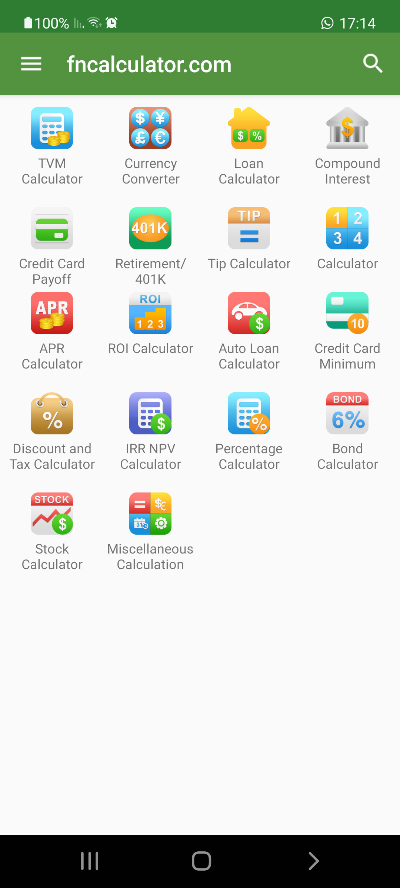 100% 17:14
fncalculator.com
$ ¥
£ €
$ %
$
TVM Currency Loan Compound
Calculator Converter Calculator Interest
401K
TIP
1 2
3 4
Credit Card Retirement/ Tip Calculator Calculator
Payoff 401K
APR
ROI
1 2 3
$
10
APR ROI Calculator Auto Loan Credit Card
Calculator Calculator Minimum
%
$
%
BOND
6%
Discount and IRR NPV Percentage Bond
Tax Calculator Calculator Calculator Calculator
STOCK
$
$€
Stock Miscellaneous
Calculator Calculation